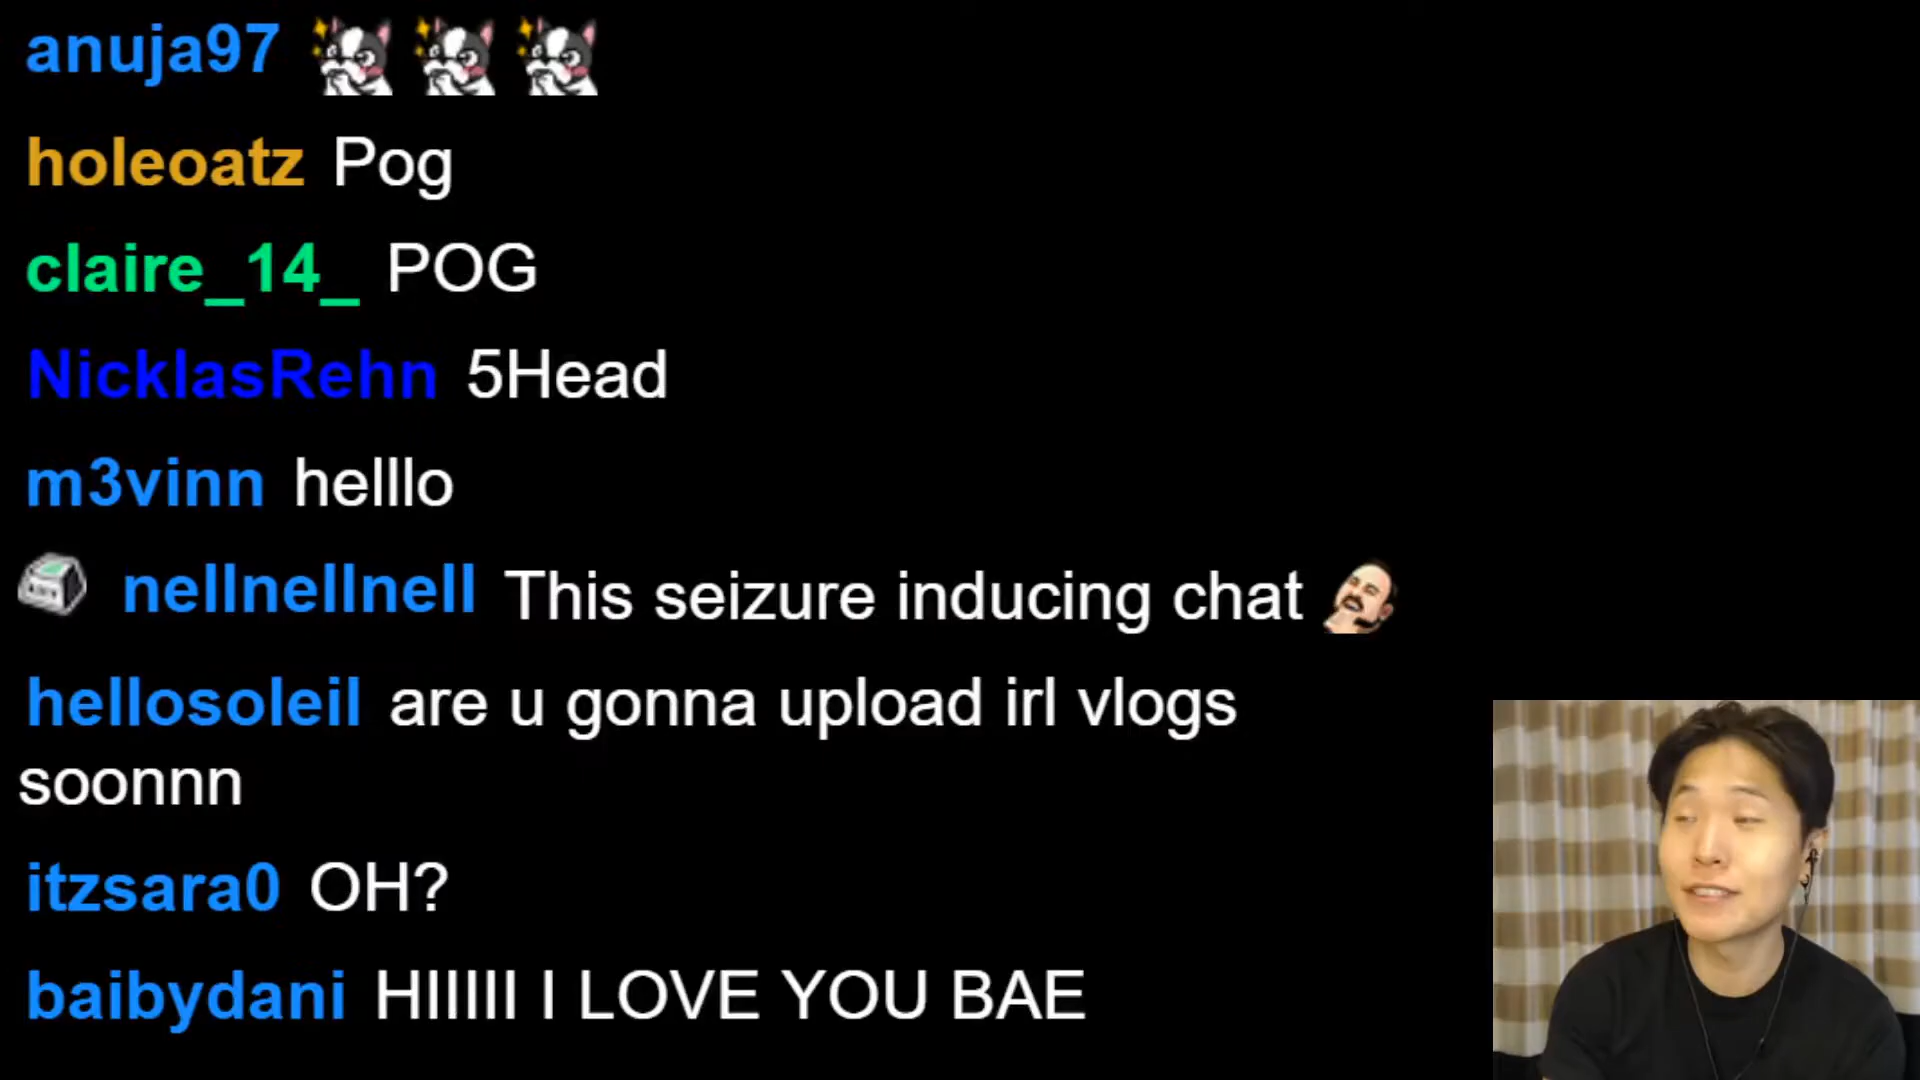 anuja97
holeoatz Pog
claire_14_ POG
NicklasRehn 5Head
m3vinn helllo
nellnellnell This seizure inducing chat
hellosoleil are u gonna upload irl vlogs
soonnn
itzsara0 OH?
baibydani HIIIIII I LOVE YOU BAE